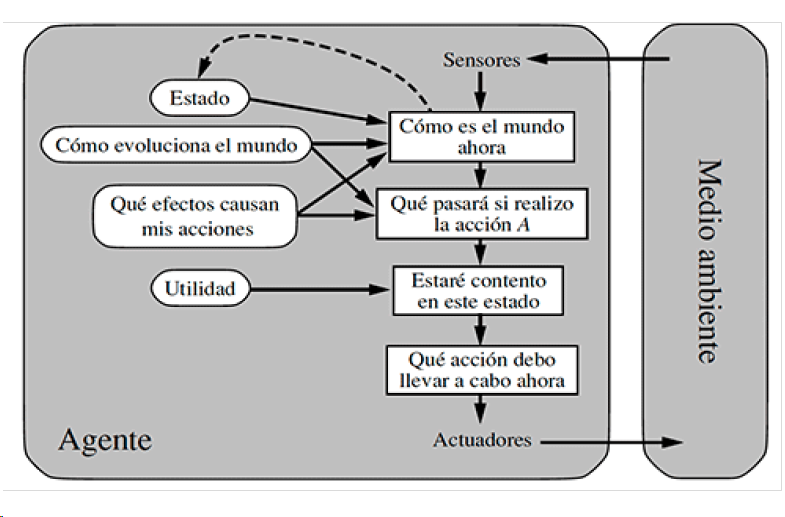 Sensores
Estado
Cómo es el mundo
ahora
Cómo evoluciona el mundo
Qué efectos causan
mis acciones
Qué pasará si realizo
la acción A
Utilidad
Estaré contento
en este estado
Qué acción debo
llevar a cabo ahora
Agente
Actuadores
Medio ambiente